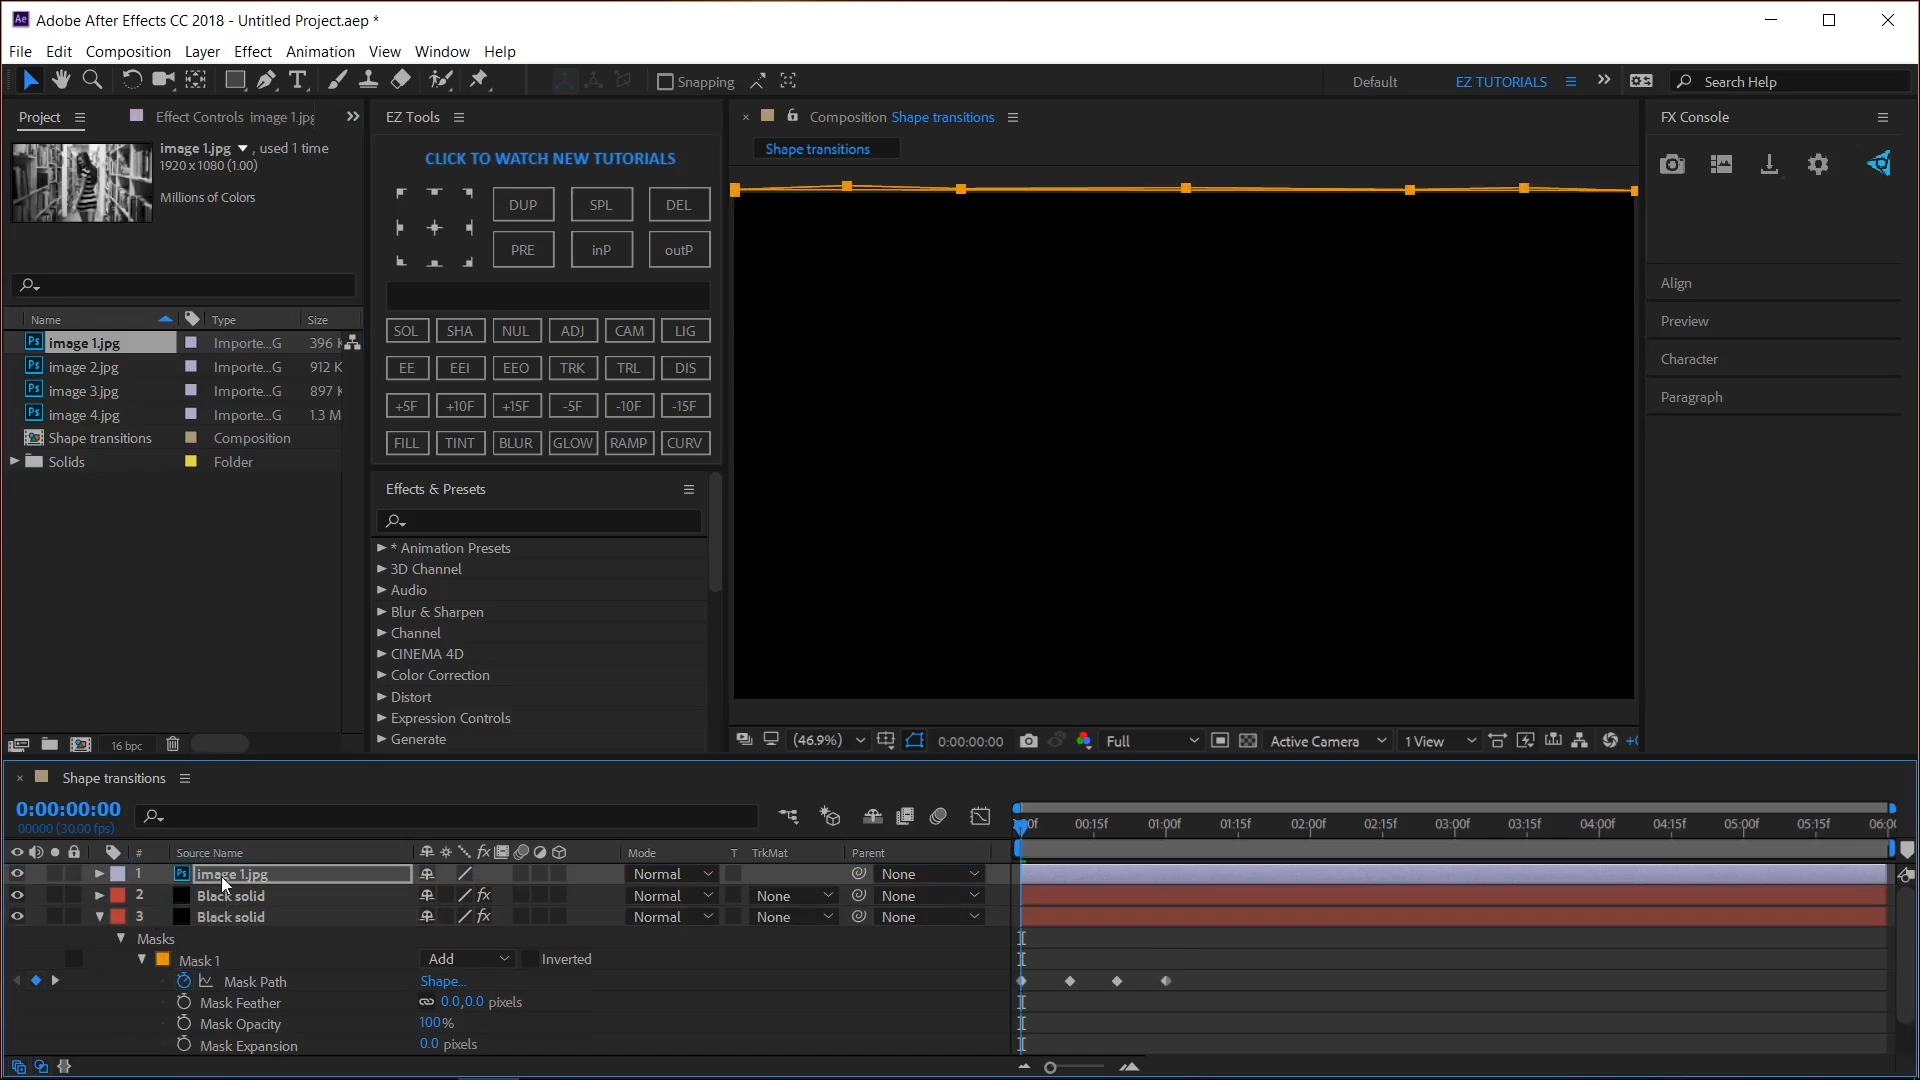 Adobe After Effects CC 2018 - Untitled Project.aep *
File Edit Composition Layer Effect Animation View Window Help
Snapping Default EZ TUTORIALS Search Help
Project Effect Controls image 1.jpg
image 1.jpg , used 1 time
1920 x 1080 (1.00)
Millions of Colors
Name Type Size
image 1.jpg Importe...G 396 K
image 2.jpg Importe...G 912 K
image 3.jpg Importe...G 897 K
image 4.jpg Importe...G 1.3 M
Shape transitions Composition
Solids Folder
16 bpc
EZ Tools
CLICK TO WATCH NEW TUTORIALS
DUP SPL DEL
PRE inP outP
SOL SHA NUL ADJ CAM LIG
EE EEI EEO TRK TRL DIS
+5F +10F +15F -5F -10F -15F
FILL TINT BLUR GLOW RAMP CURV
Effects & Presets
* Animation Presets
3D Channel
Audio
Blur & Sharpen
Channel
CINEMA 4D
Color Correction
Distort
Expression Controls
Generate
Composition Shape transitions
Shape transitions
(46.9%) 0:00:00:00 Full Active Camera 1 View
FX Console
Align
Preview
Character
Paragraph
Shape transitions
0:00:00:00
00000 (30.00 fps)
00f 00:15f 01:00f 01:15f 02:00f 02:15f 03:00f 03:15f 04:00f 04:15f 05:00f 05:15f 06:00
# Source Name fx Mode T TrkMat Parent
1 image 1.jpg Normal None
2 Black solid fx Normal None None
3 Black solid fx Normal None None
Masks
Mask 1 Add Inverted
Mask Path Shape...
Mask Feather 0.0,0.0 pixels
Mask Opacity 100%
Mask Expansion 0.0 pixels